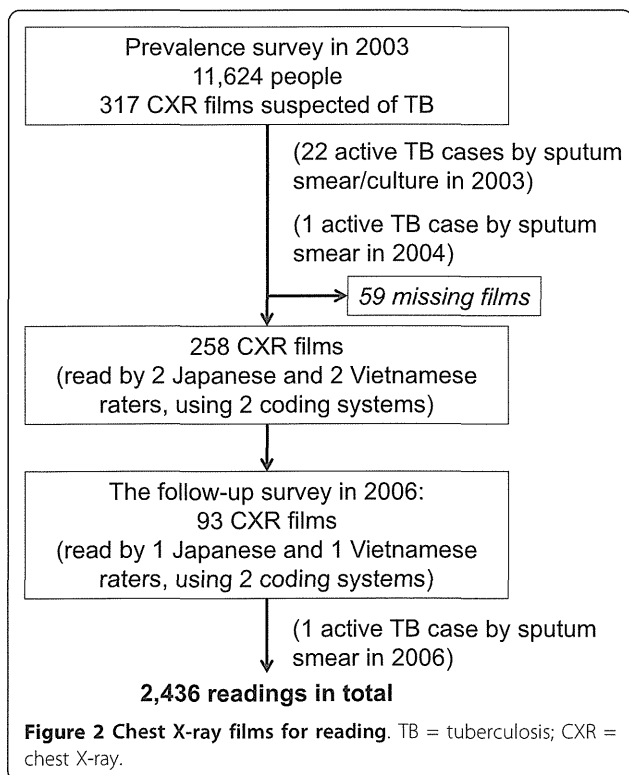 Prevalence survey in 2003
11,624 people
317 CXR films suspected of TB
(22 active TB cases by sputum
smear/culture in 2003)
(1 active TB case by sputum
smear in 2004)
59 missing films
258 CXR films
(read by 2 Japanese and 2 Vietnamese
raters, using 2 coding systems)
The follow-up survey in 2006:
93 CXR films
(read by 1 Japanese and 1 Vietnamese
raters, using 2 coding systems)
(1 active TB case by sputum
smear in 2006)
2,436 readings in total
Figure 2 Chest X-ray films for reading. TB = tuberculosis; CXR =
chest X-ray.